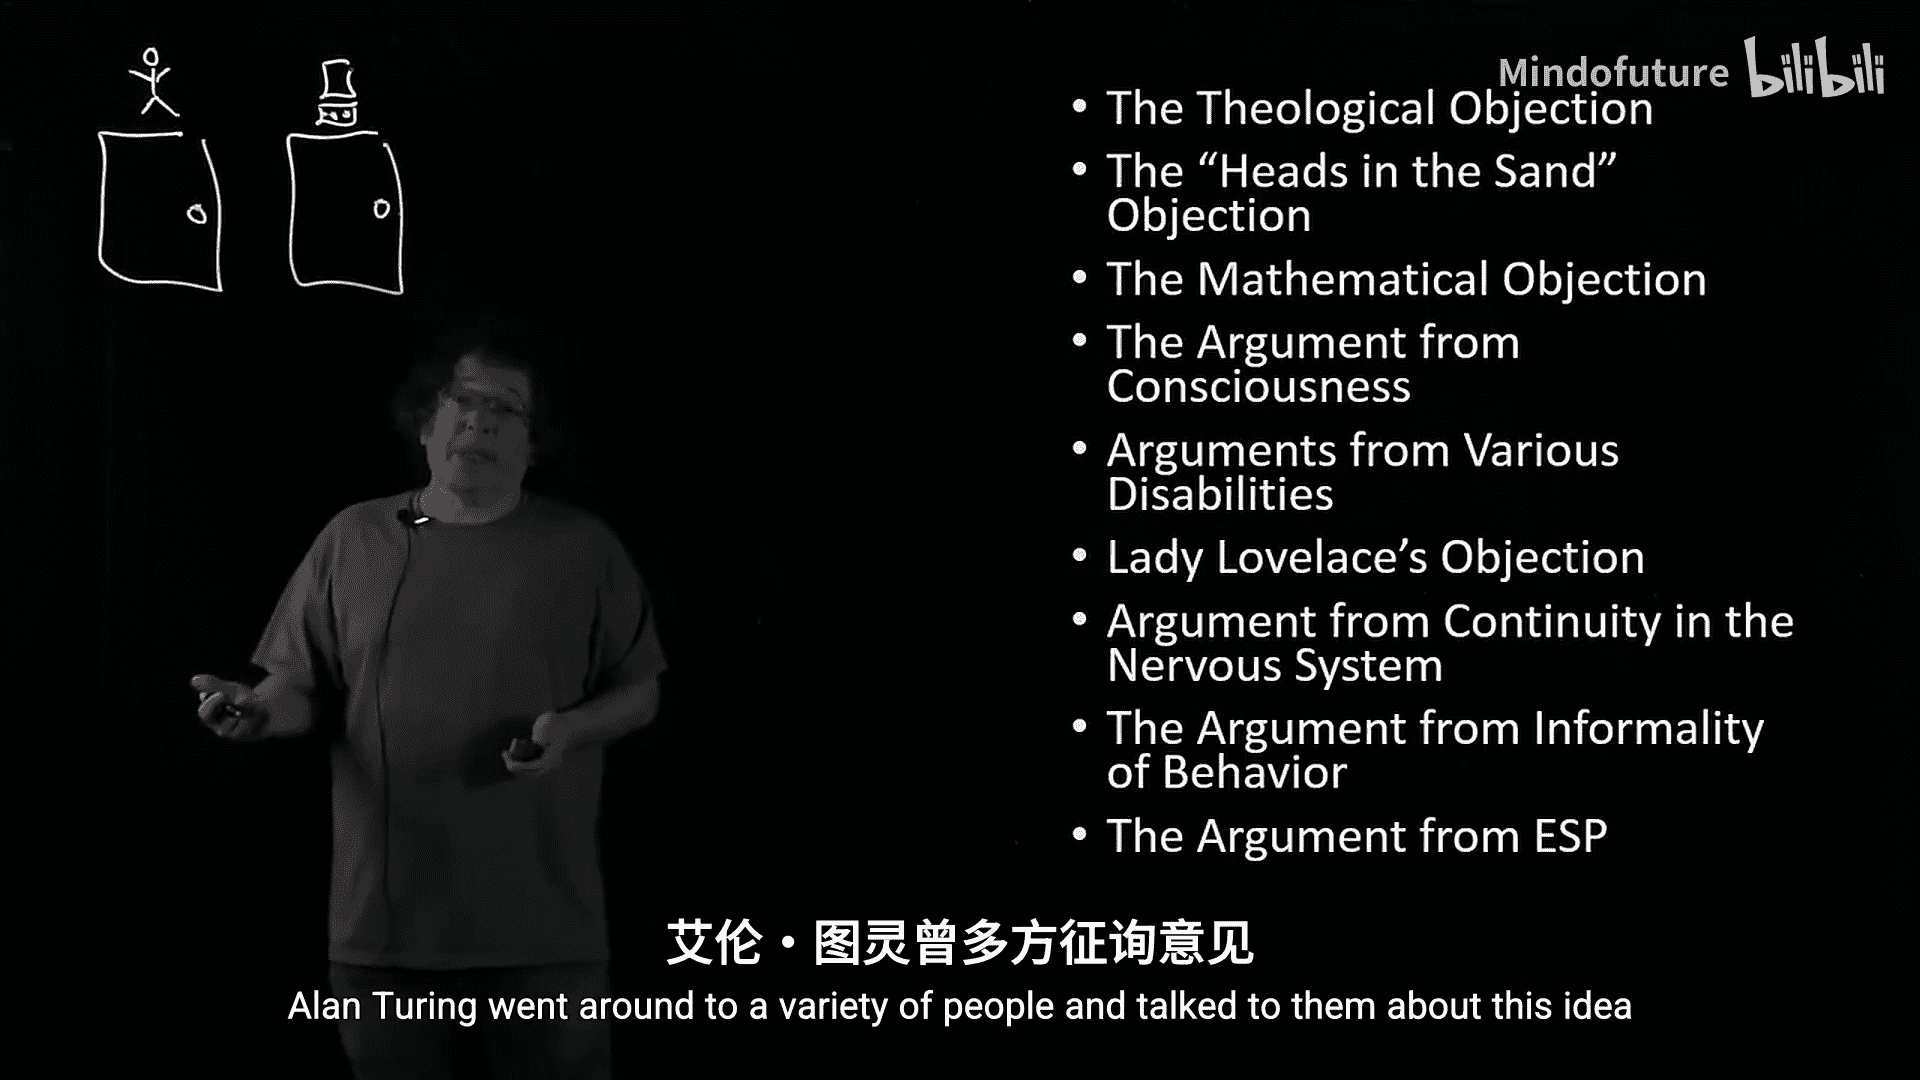 Mindofuture bilibili
• The Theological Objection
• The “Heads in the Sand”
Objection
• The Mathematical Objection
• The Argument from
Consciousness
• Arguments from Various
Disabilities
• Lady Lovelace’s Objection
• Argument from Continuity in the
Nervous System
• The Argument from Informality
of Behavior
• The Argument from ESP
艾伦·图灵曾多方征询意见
Alan Turing went around to a variety of people and talked to them about this idea